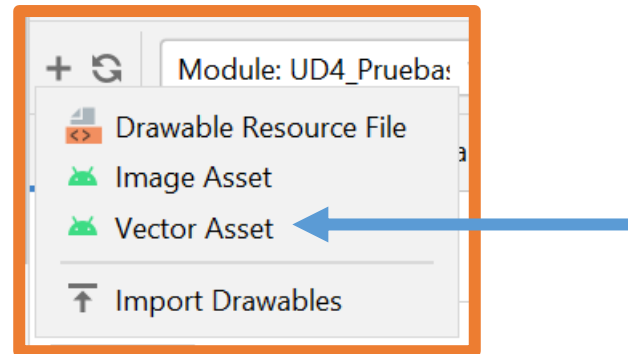 Module: UD4_Pruebas
Drawable Resource File
Image Asset
Vector Asset
Import Drawables